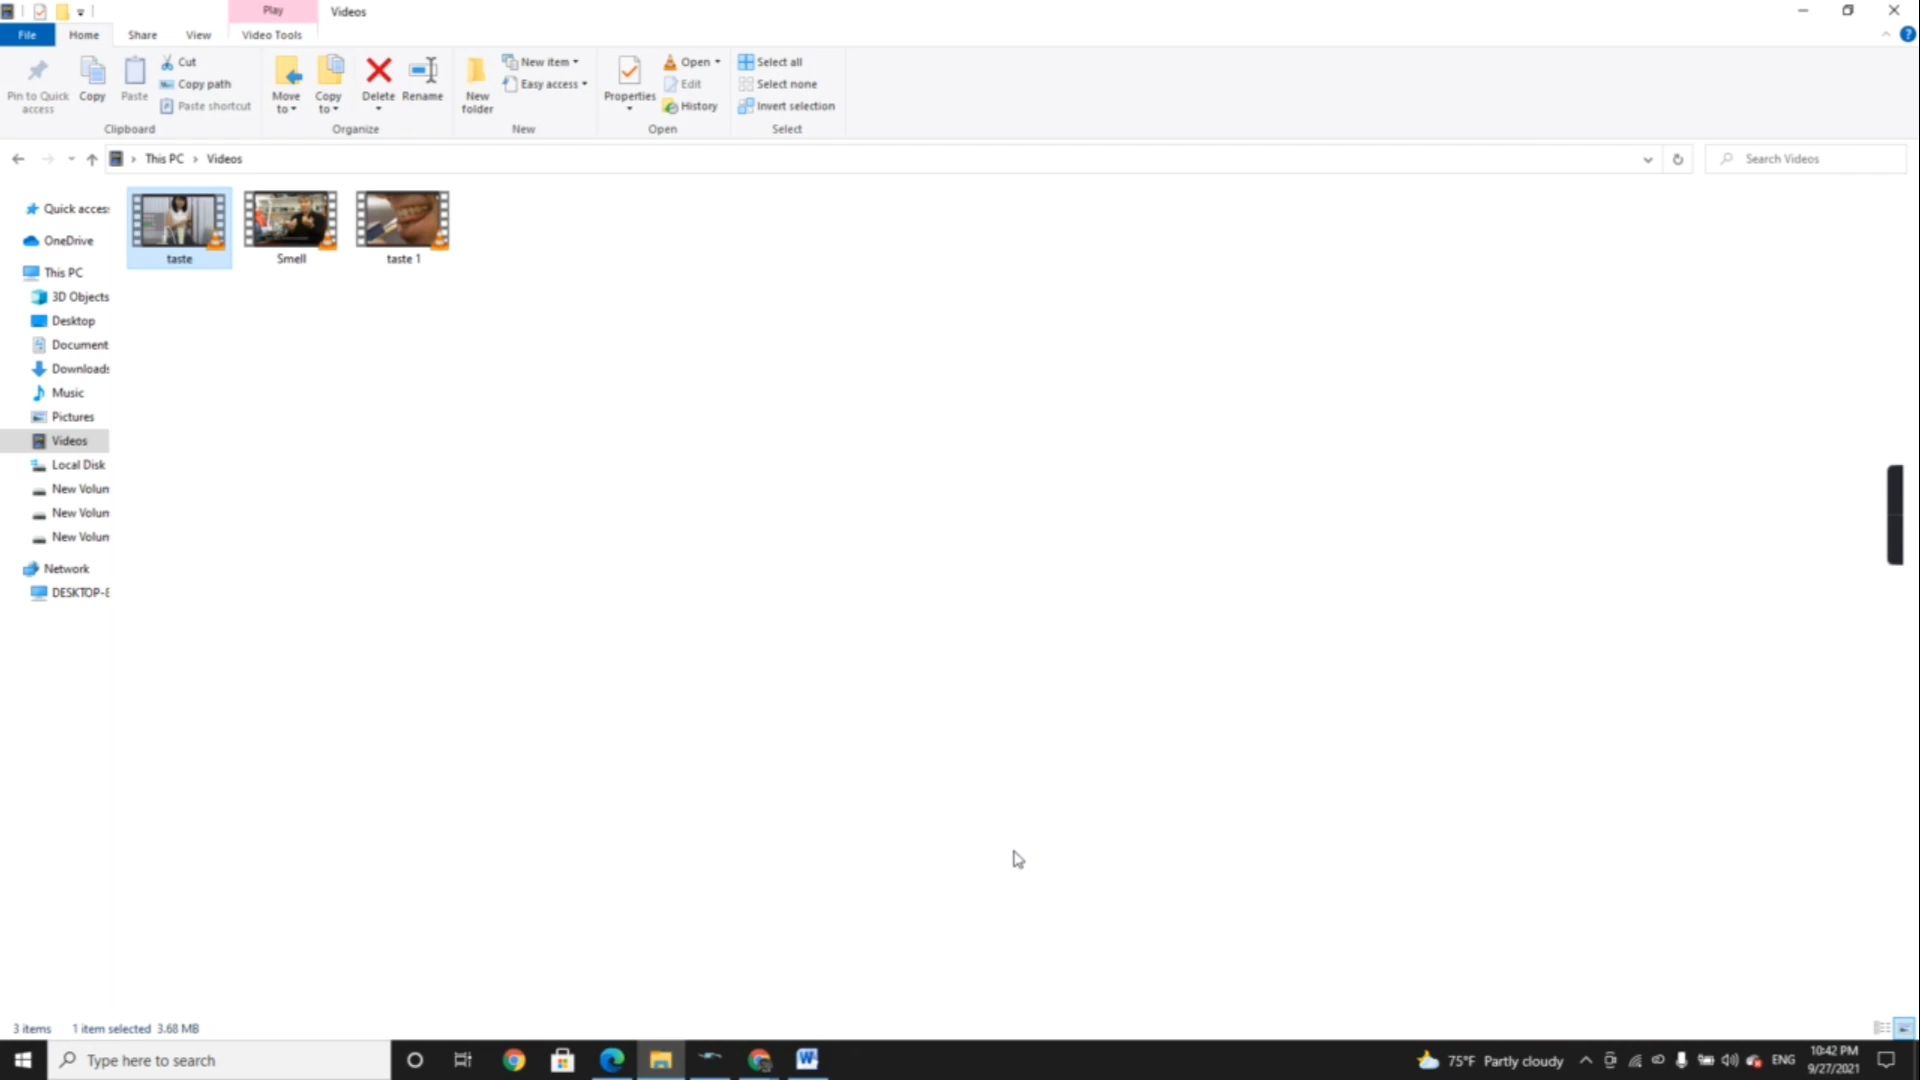 Play
Videos
File
Home
Share
View
Video Tools
Pin to Quick
access
Copy
Paste
Cut
Copy path
Paste shortcut
Clipboard
Move
to
Copy
to
Delete
Rename
Organize
New
folder
New item
Easy access
New
Properties
Open
Edit
History
Open
Select all
Select none
Invert selection
Select
This PC
Videos
Search Videos
Quick acces
OneDrive
This PC
3D Objects
Desktop
Document
Downloads
Music
Pictures
Videos
Local Disk
New Volun
New Volun
New Volun
Network
DESKTOP-E
taste
Smell
taste 1
3 items
1 item selected 3.68 MB
Type here to search
75°F Partly cloudy
ENG
10:42 PM
9/27/2021